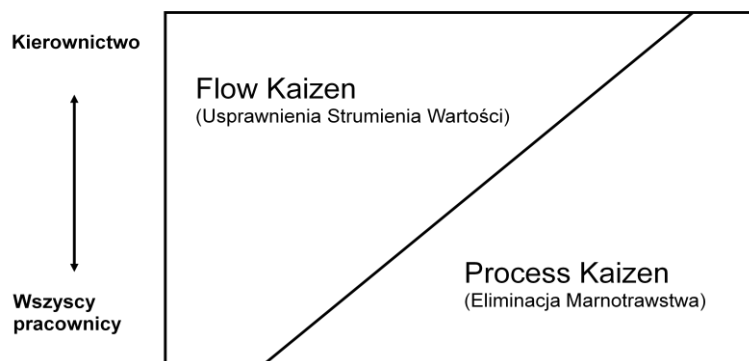 Kierownictwo
Flow Kaizen
(Usprawnienia Strumienia Wartości)
Process Kaizen
(Eliminacja Marnotrawstwa)
Wszyscy
pracownicy